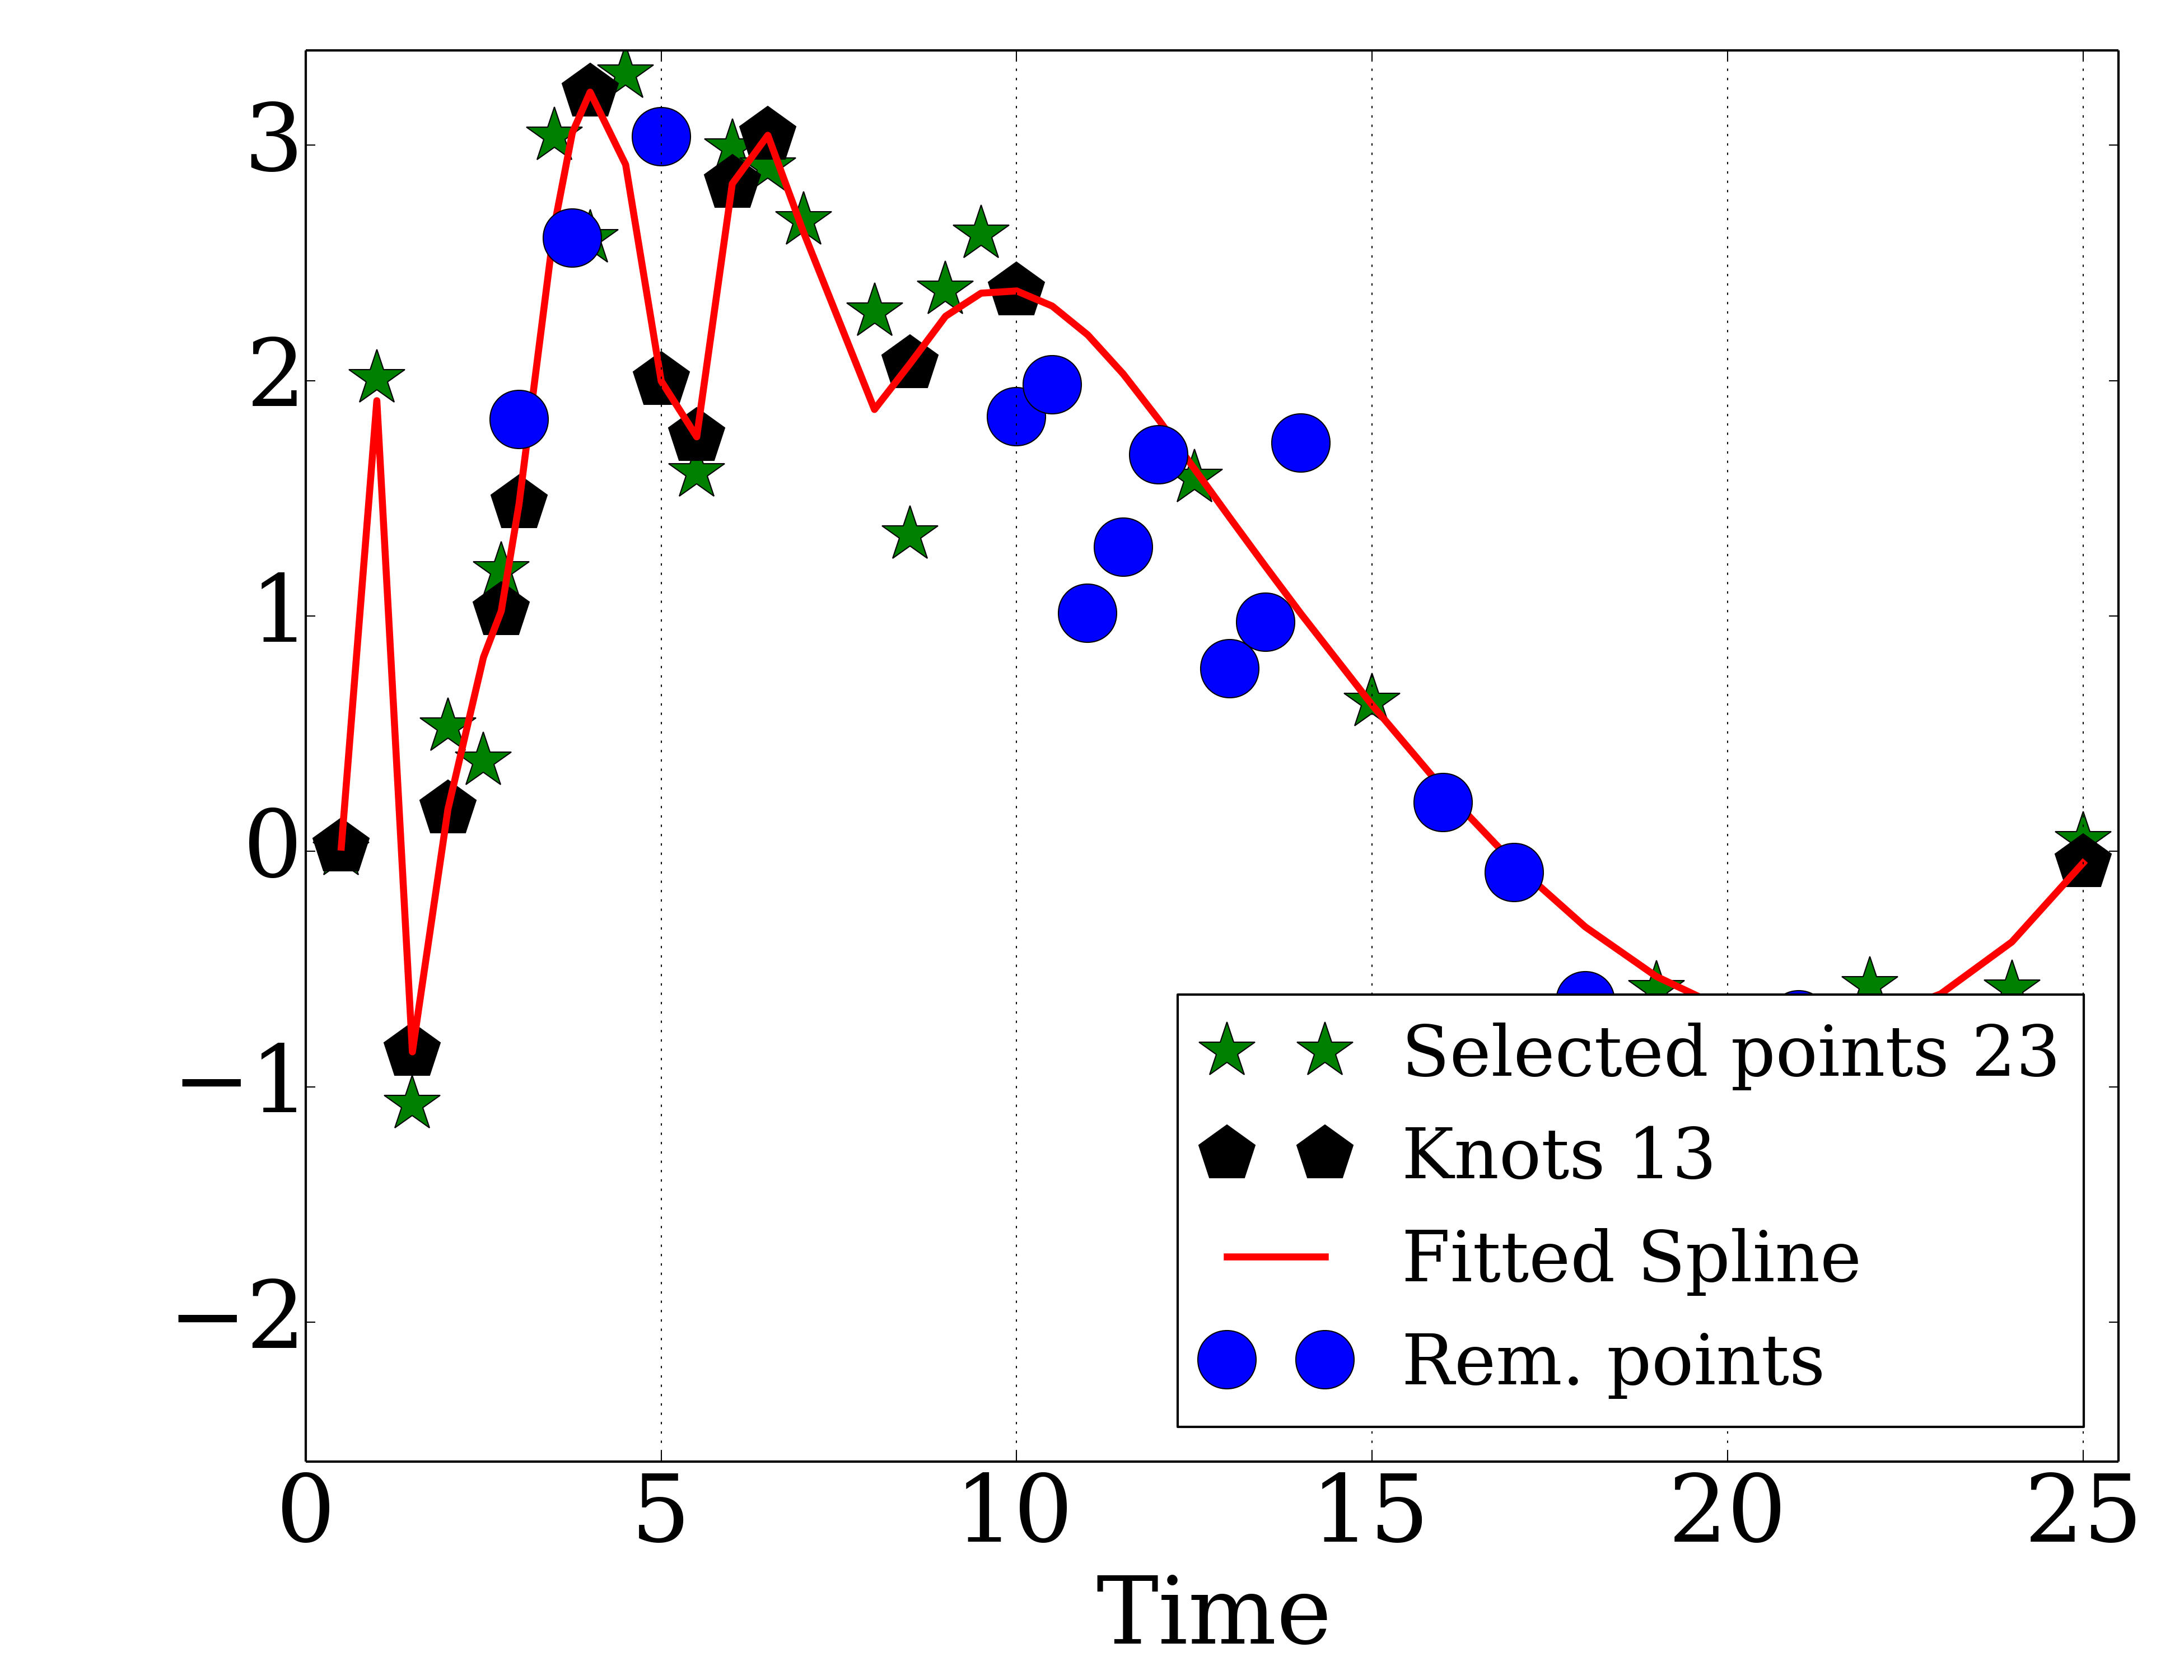 3
2
1
0
−1
−2
0 5 10 15 20 25
Time
Selected points 23
Knots 13
Fitted Spline
Rem. points